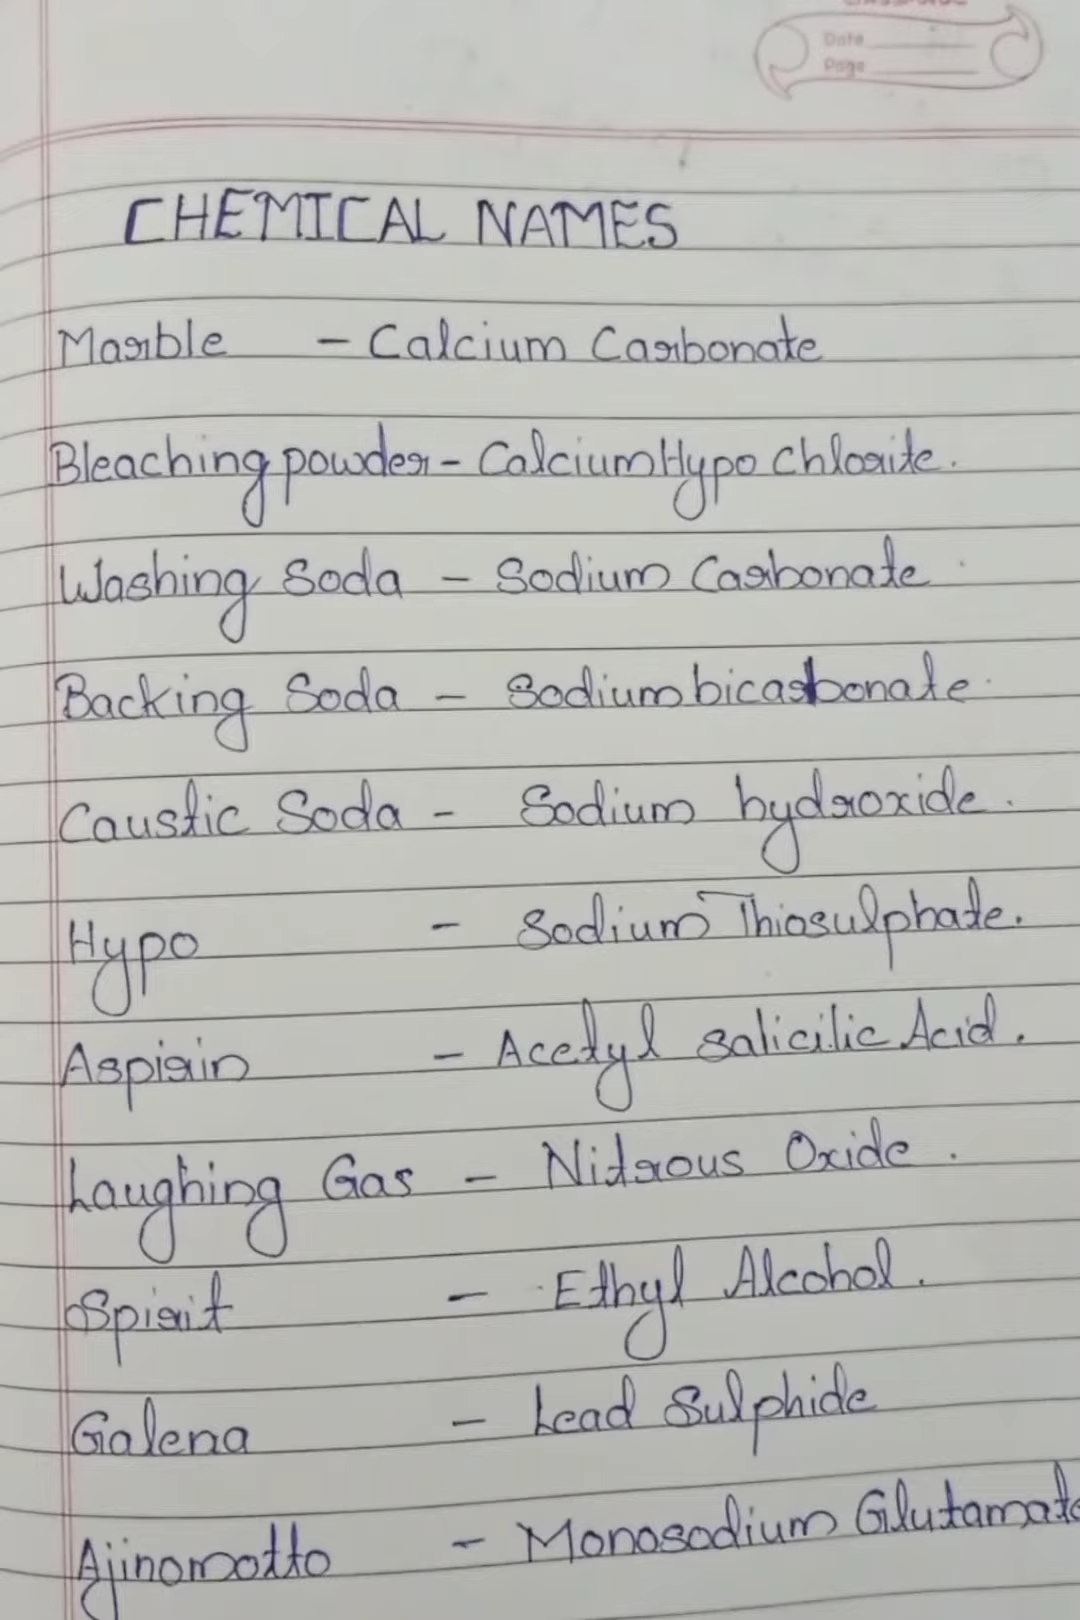 Date
Page
CHEMICAL NAMES
Marble - Calcium Carbonate
Bleaching powder - Calcium Hypo chlorite.
Washing Soda - Sodium Carbonate
Backing Soda - Sodium bicarbonate
Caustic Soda - Sodium hydroxide.
Hypo - Sodium Thiosulphate.
Aspirin - Acetyl salicilic Acid.
Laughing Gas - Nitrous Oxide.
Spirit - Ethyl Alcohol.
Galena - Lead Sulphide
Ajinomotto - Monosodium Glutamate